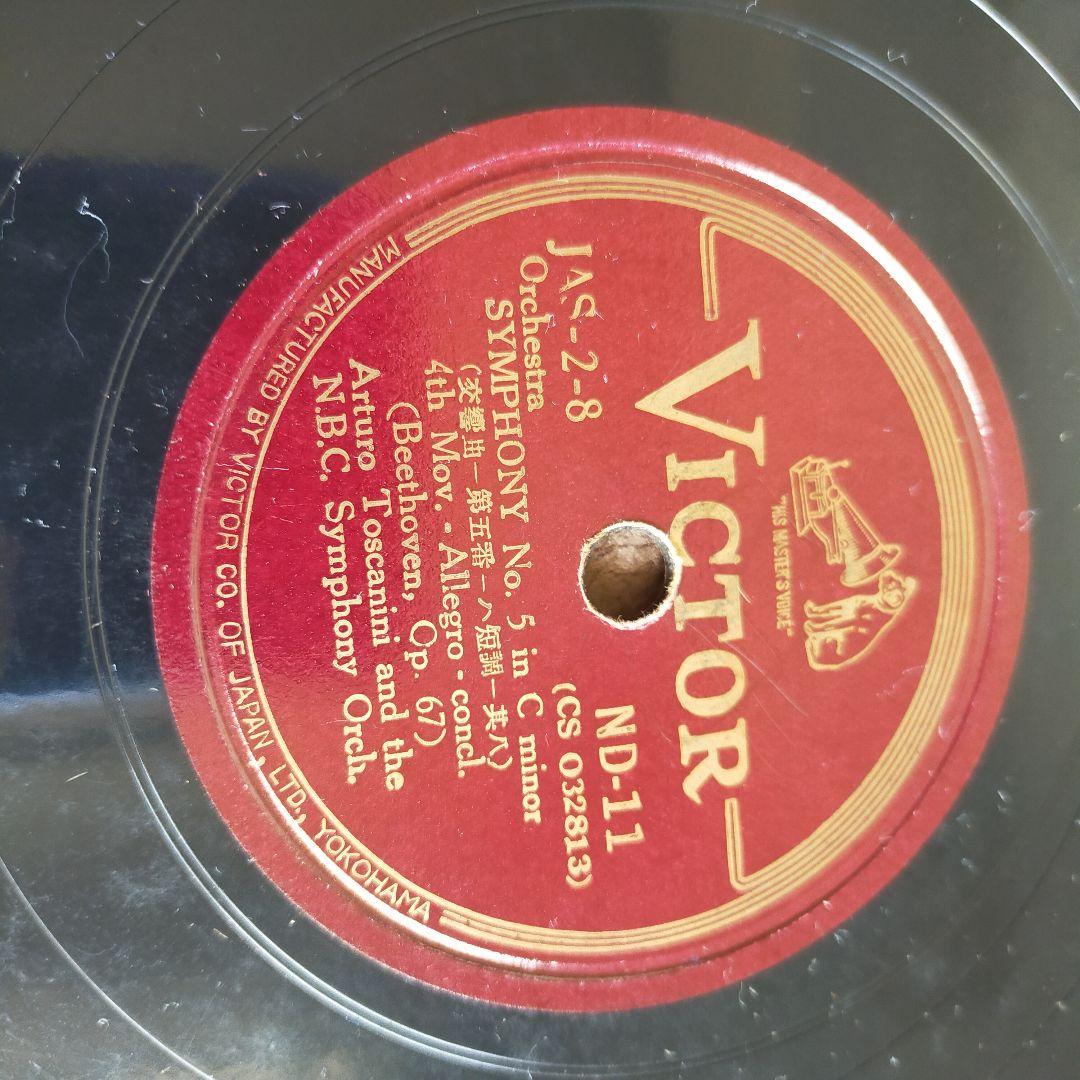 "HIS MASTER'S VOICE"
VICTOR
JAS-2-8
ND-11
Orchestra
(CS 032813)
SYMPHONY No. 5 in C minor
(交響曲－第五番－ハ短調－其八)
4th Mov. - Allegro - concl.
(Beethoven, Op. 67)
Arturo Toscanini and the
N.B.C. Symphony Orch.
MANUFACTURED BY VICTOR CO. OF JAPAN, LTD., YOKOHAMA